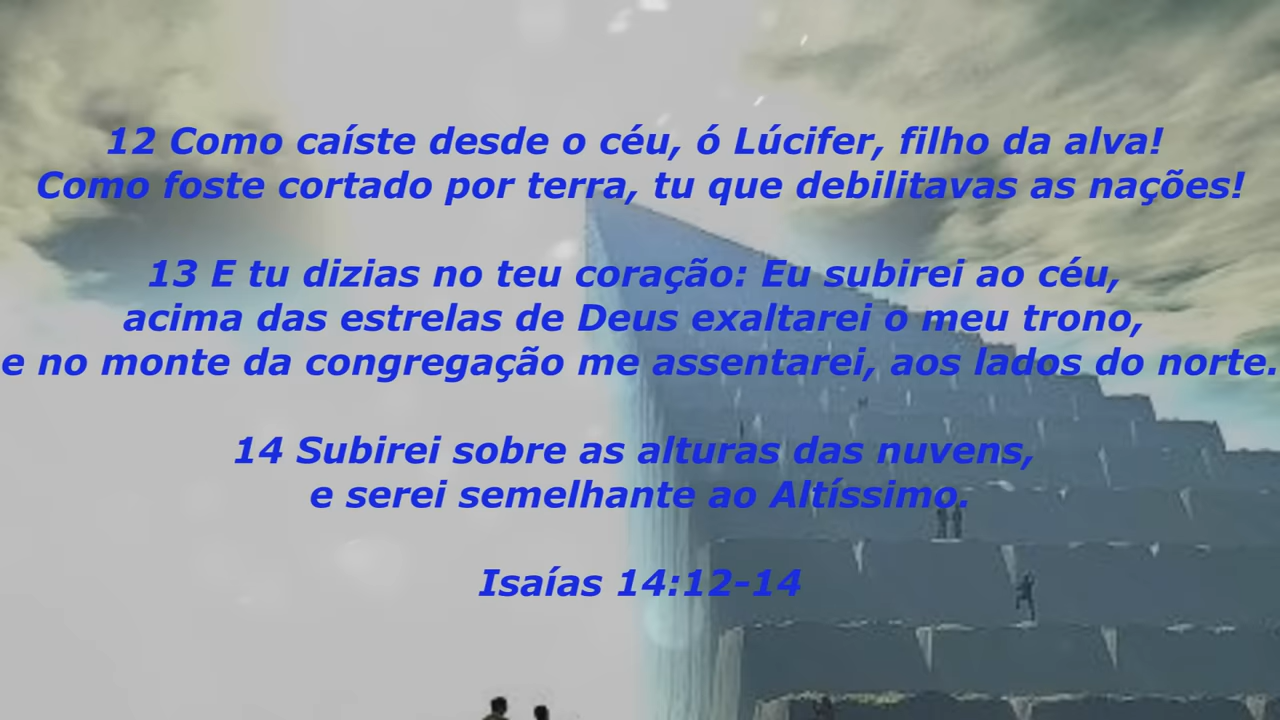 12 Como caíste desde o céu, ó Lúcifer, filho da alva!
Como foste cortado por terra, tu que debilitavas as nações!
13 E tu dizias no teu coração: Eu subirei ao céu,
acima das estrelas de Deus exaltarei o meu trono,
e no monte da congregação me assentarei, aos lados do norte.
14 Subirei sobre as alturas das nuvens,
e serei semelhante ao Altíssimo.
Isaías 14:12-14